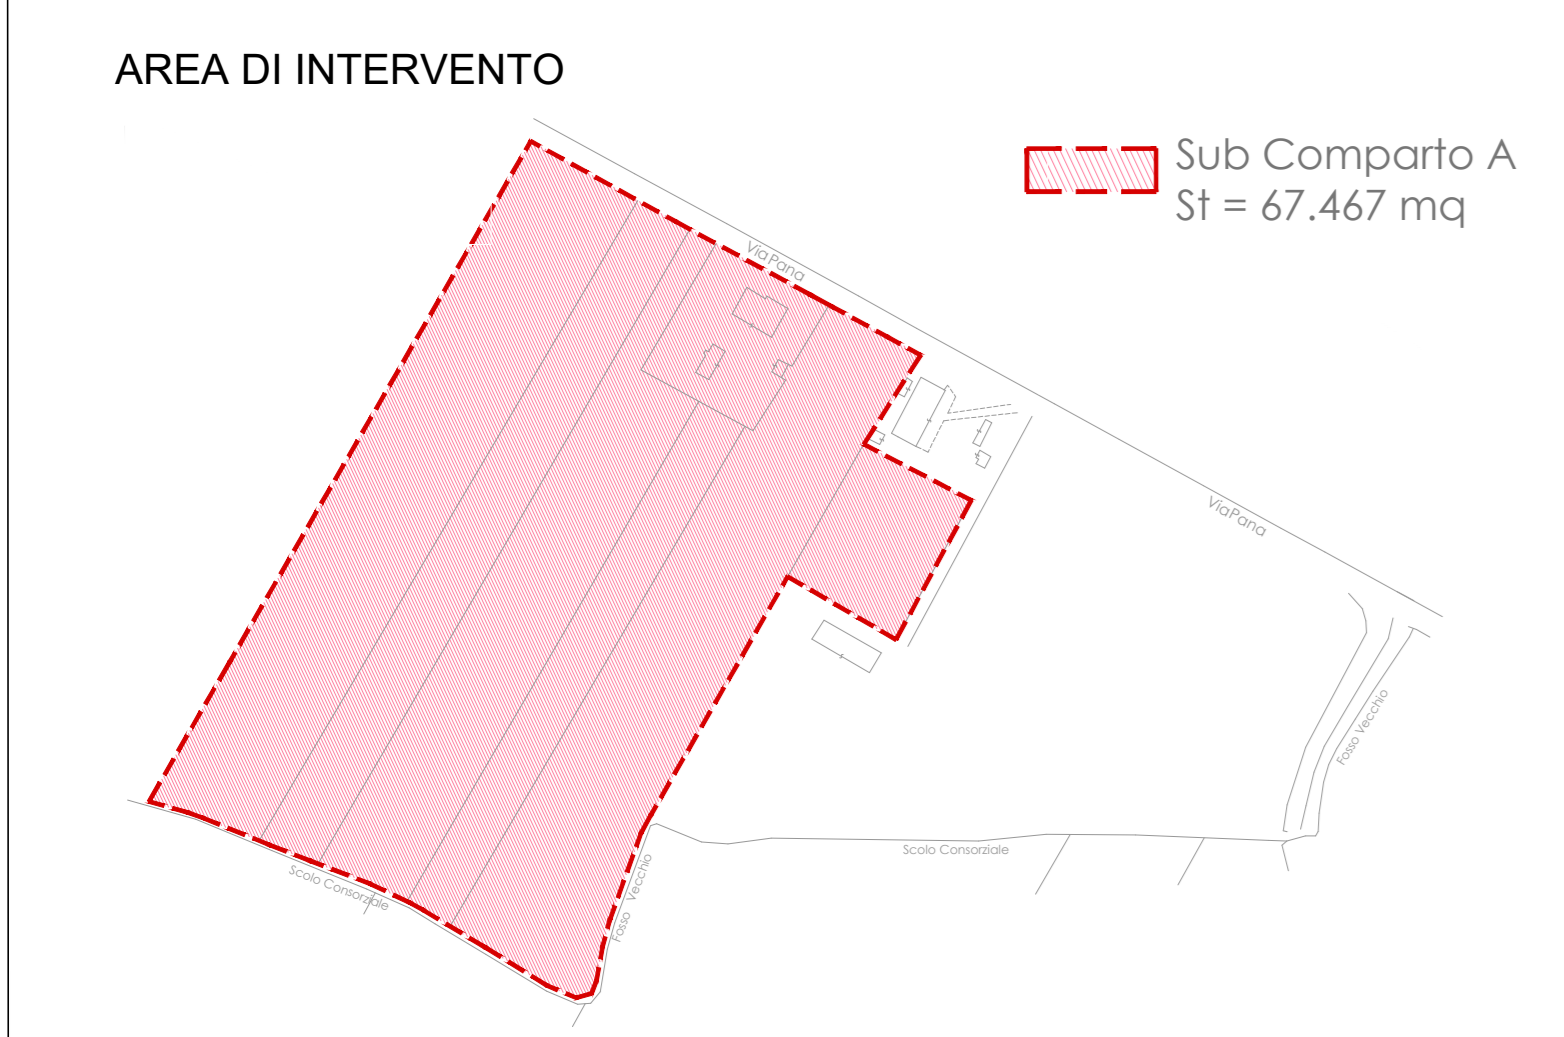 AREA DI INTERVENTO
Sub Comparto A
St = 67.467 mq
Via Pana
Via Pana
Fosso Vecchio
Scolo Consorziale
Scolo Consorziale
Fosso Vecchio